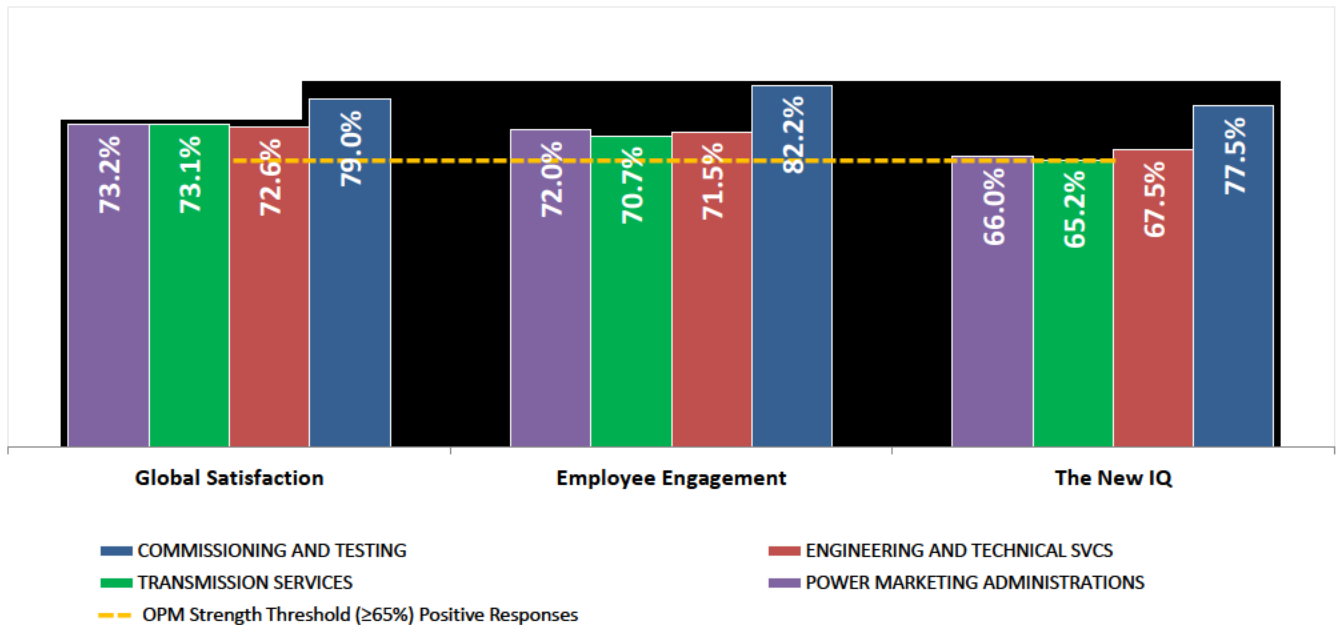 73.2%
73.1%
72.6%
79.0%
72.0%
70.7%
71.5%
82.2%
66.0%
65.2%
67.5%
77.5%
Global Satisfaction
Employee Engagement
The New IQ
COMMISSIONING AND TESTING
ENGINEERING AND TECHNICAL SVCS
TRANSMISSION SERVICES
POWER MARKETING ADMINISTRATIONS
OPM Strength Threshold (≥65%) Positive Responses